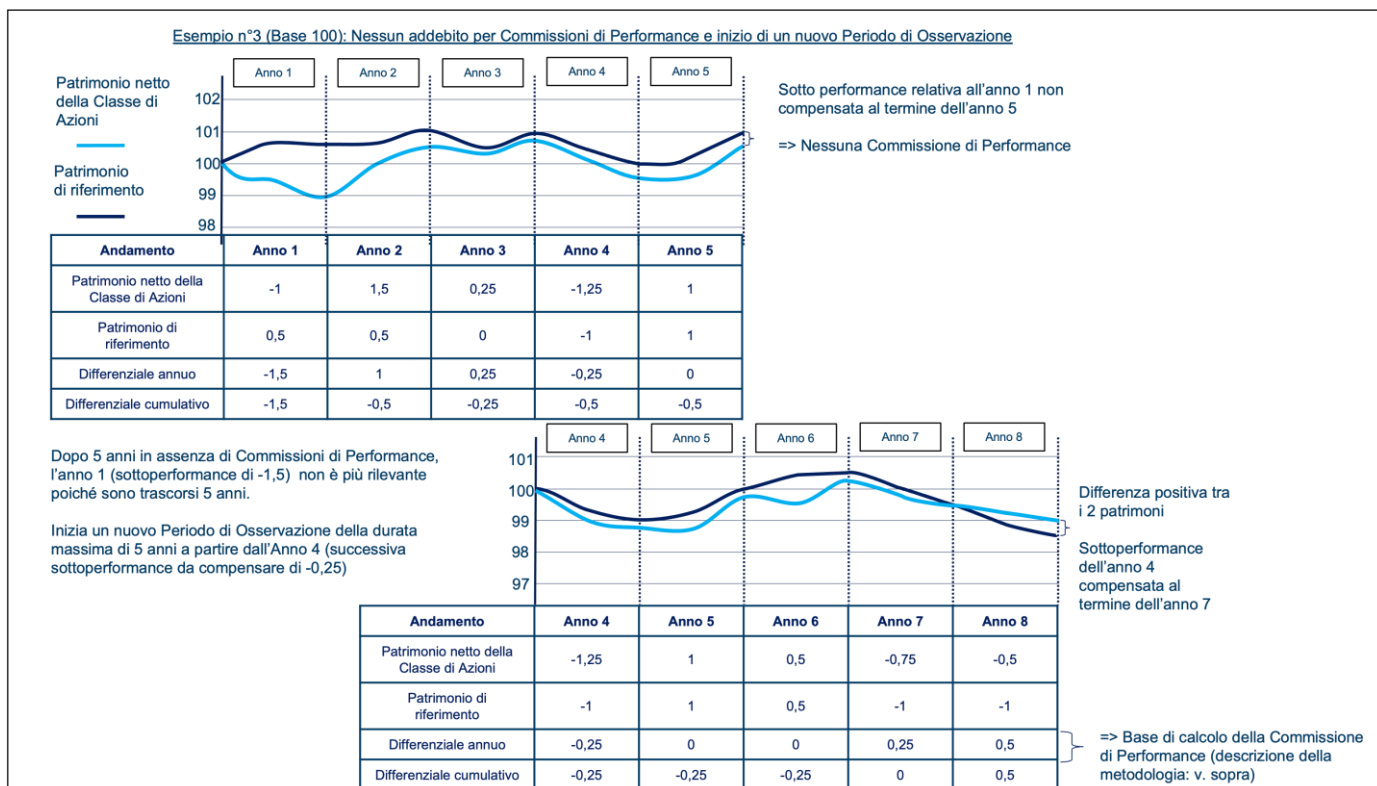 Esempio n°3 (Base 100): Nessun addebito per Commissioni di Performance e inizio di un nuovo Periodo di Osservazione
Patrimonio netto
della Classe di
Azioni
Patrimonio
di riferimento
Anno 1 Anno 2 Anno 3 Anno 4 Anno 5
102
101
100
99
98
Sotto performance relativa all'anno 1 non
compensata al termine dell'anno 5
=> Nessuna Commissione di Performance
Andamento Anno 1 Anno 2 Anno 3 Anno 4 Anno 5
Patrimonio netto della
Classe di Azioni -1 1,5 0,25 -1,25 1
Patrimonio di
riferimento 0,5 0,5 0 -1 1
Differenziale annuo -1,5 1 0,25 -0,25 0
Differenziale cumulativo -1,5 -0,5 -0,25 -0,5 -0,5
Dopo 5 anni in assenza di Commissioni di Performance,
l'anno 1 (sottoperformance di -1,5) non è più rilevante
poiché sono trascorsi 5 anni.
Inizia un nuovo Periodo di Osservazione della durata
massima di 5 anni a partire dall'Anno 4 (successiva
sottoperformance da compensare di -0,25)
Anno 4 Anno 5 Anno 6 Anno 7 Anno 8
101
100
99
98
97
Differenza positiva tra
i 2 patrimoni
Sottoperformance
dell'anno 4
compensata al
termine dell'anno 7
Andamento Anno 4 Anno 5 Anno 6 Anno 7 Anno 8
Patrimonio netto della
Classe di Azioni -1,25 1 0,5 -0,75 -0,5
Patrimonio di
riferimento -1 1 0,5 -1 -1
Differenziale annuo -0,25 0 0 0,25 0,5
Differenziale cumulativo -0,25 -0,25 -0,25 0 0,5
=> Base di calcolo della Commissione
di Performance (descrizione della
metodologia: v. sopra)